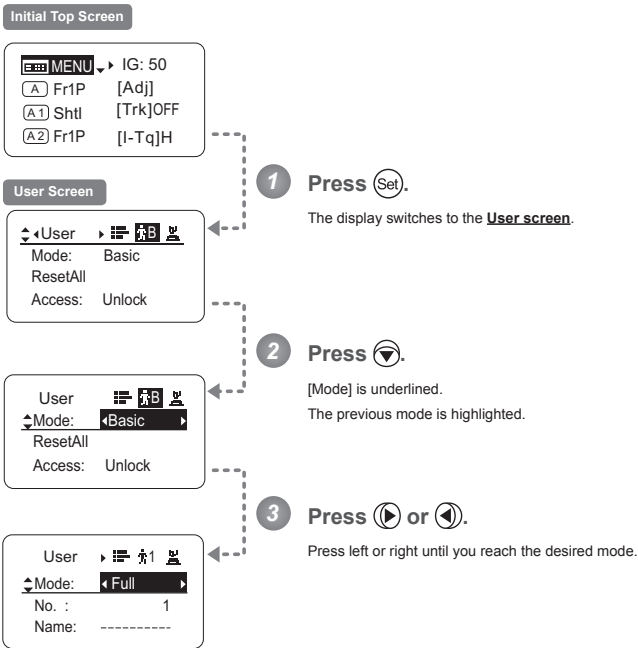 Initial Top Screen
MENU IG: 50
A Fr1P [Adj]
A1 Shtl [Trk]OFF
A2 Fr1P [I-Tq]H
1 Press Set.
The display switches to the User screen.
User Screen
User B
Mode: Basic
ResetAll
Access: Unlock
2 Press .
[Mode] is underlined.
The previous mode is highlighted.
User B
Mode: Basic
ResetAll
Access: Unlock
3 Press or .
Press left or right until you reach the desired mode.
User 1
Mode: Full
No. : 1
Name: ----------